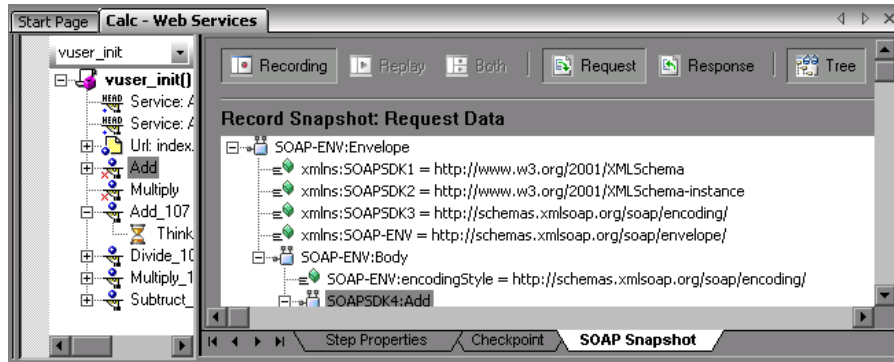 Start Page Calc - Web Services
vuser_init
vuser_init()
HEAD Service: A
HEAD Service: A
Url: index.
Add
Multiply
Add_107
Think
Divide_10
Multiply_1
Subtruct_
Recording Replay Both Request Response Tree
Record Snapshot: Request Data
SOAP-ENV:Envelope
xmlns:SOAPSDK1 = http://www.w3.org/2001/XMLSchema
xmlns:SOAPSDK2 = http://www.w3.org/2001/XMLSchema-instance
xmlns:SOAPSDK3 = http://schemas.xmlsoap.org/soap/encoding/
xmlns:SOAP-ENV = http://schemas.xmlsoap.org/soap/envelope/
SOAP-ENV:Body
SOAP-ENV:encodingStyle = http://schemas.xmlsoap.org/soap/encoding/
SOAPSDK4:Add
Step Properties Checkpoint SOAP Snapshot